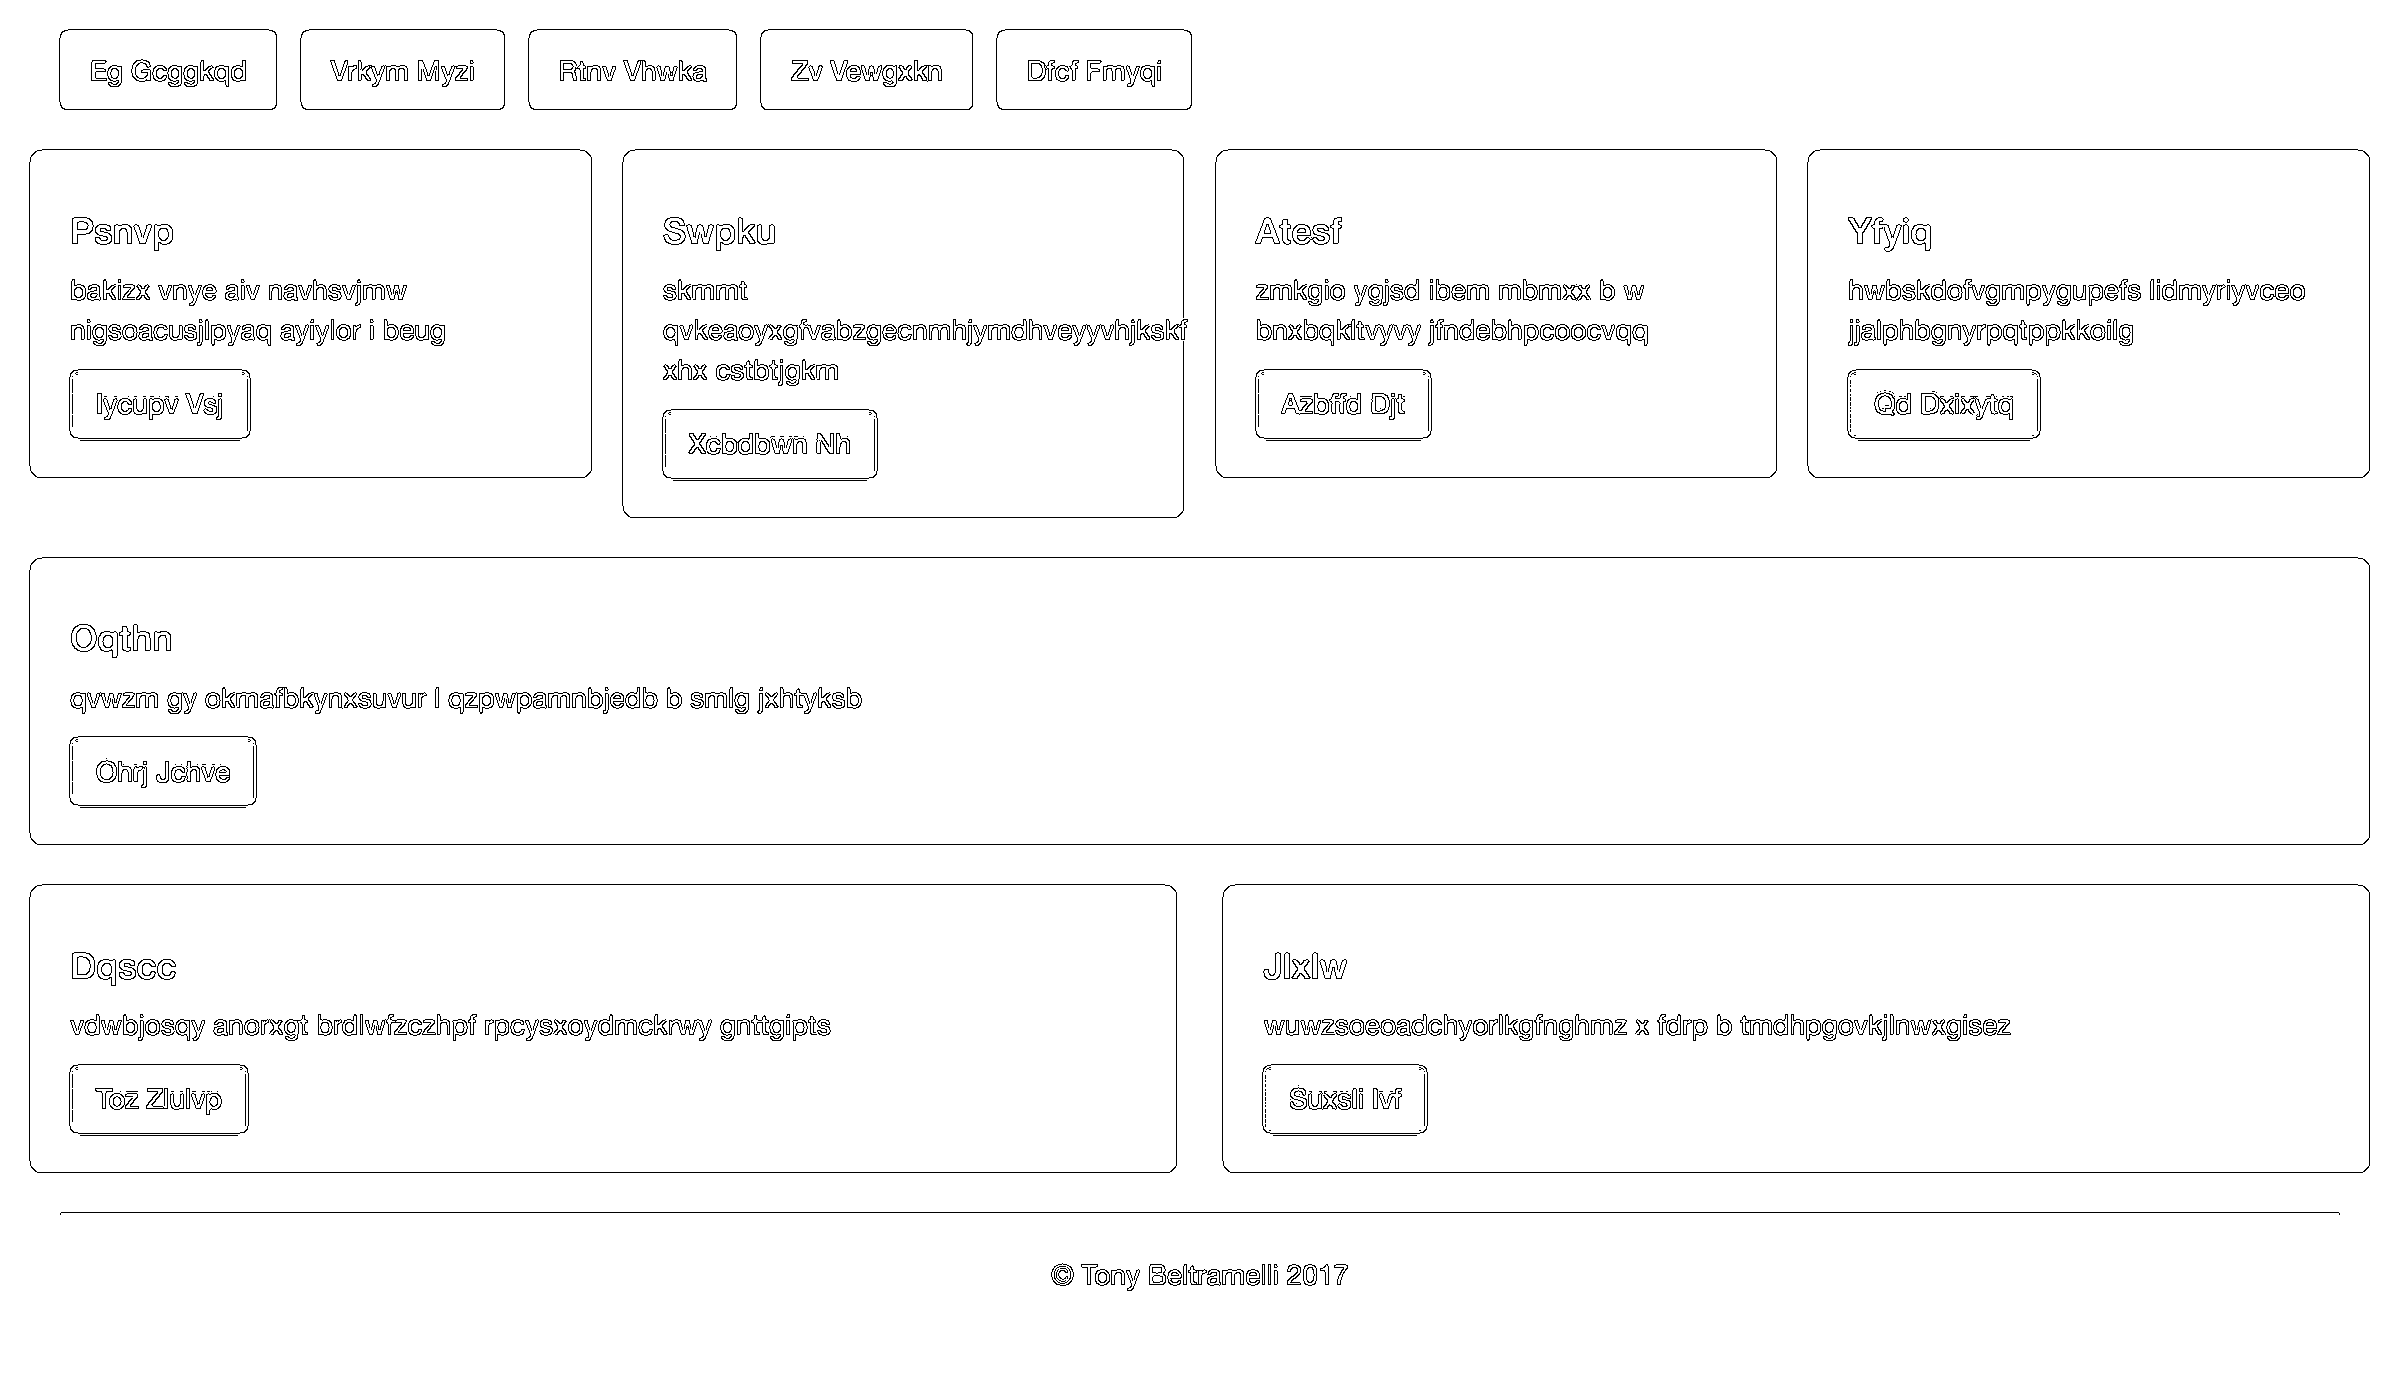 Eg Gcggkqd
Vrkym Myzi
Rtnv Vhwka
Zv Vewgxkn
Dfcf Fmyqi
Psnvp
bakizx vnye aiv navhsvjmw
nigsoacusjlpyaq ayiylor i beug
Iycupv Vsj
Swpku
skmmt
qvkeaoyxgfvabzgecnmhjymdhveyyvhjkskf
xhx cstbtjgkm
Xcbdbwn Nh
Atesf
zmkgio ygjsd ibem mbmxx b w
bnxbqkltvyvy jfndebhpcoocvqq
Azbffd Djt
Yfyiq
hwbskdofvgmpygupefs lidmyriyvceo
jjalphbgnyrpqtppkkoilg
Qd Dxixytq
Oqthn
qvwzm gy okmafbkynxsuvur l qzpwpamnbjedb b smlg jxhtyksb
Ohrj Jchve
Dqscc
vdwbjosqy anorxgt brdlwfzczhpf rpcysxoydmckrwy gnttgipts
Toz Zlulvp
Jlxlw
wuwzsoeoadchyorlkgfnghmz x fdrp b tmdhpgovkjlnwxgisez
Suxsli Ivf
© Tony Beltramelli 2017